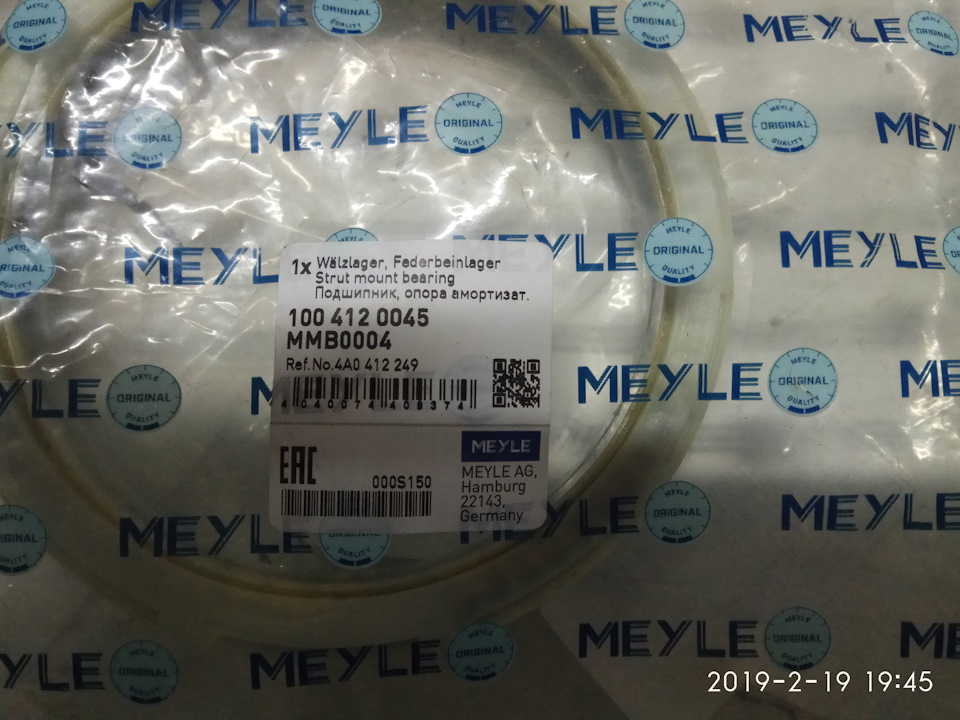 MEYLE ORIGINAL QUALITY
1x Wälzlager, Federbeinlager
Strut mount bearing
Подшипник, опора амортизат.
100 412 0045
MMB0004
Ref.No.4A0 412 249
4 040074 409374
EAC
000S150
MEYLE
MEYLE AG,
Hamburg
22143,
Germany
2019-2-19 19:45